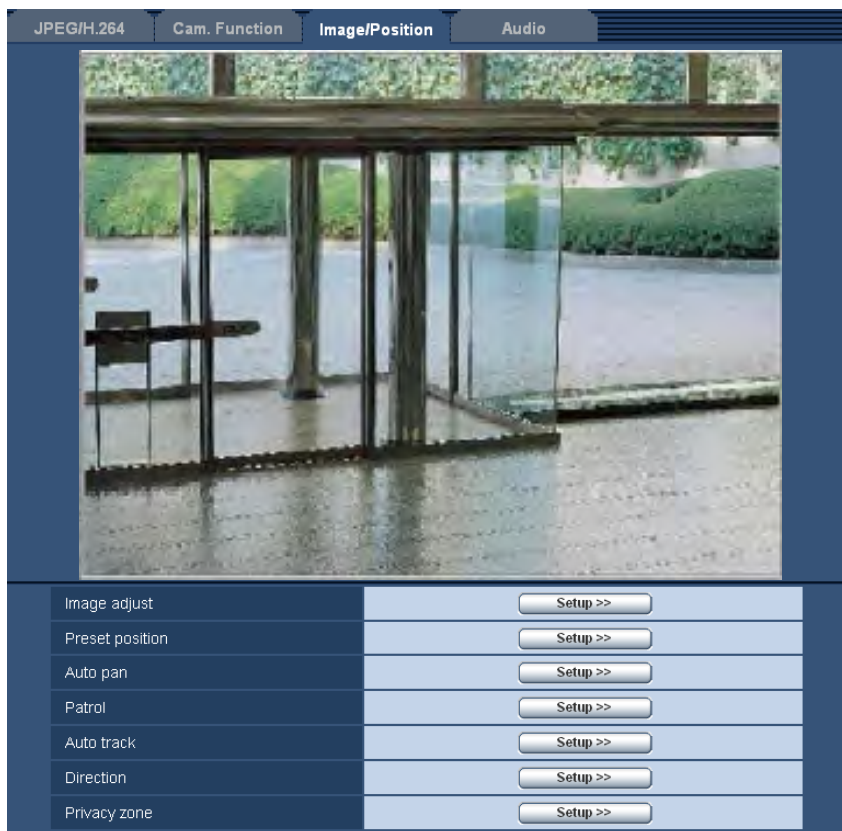 JPEG/H.264 Cam. Function Image/Position Audio
Image adjust Setup >>
Preset position Setup >>
Auto pan Setup >>
Patrol Setup >>
Auto track Setup >>
Direction Setup >>
Privacy zone Setup >>